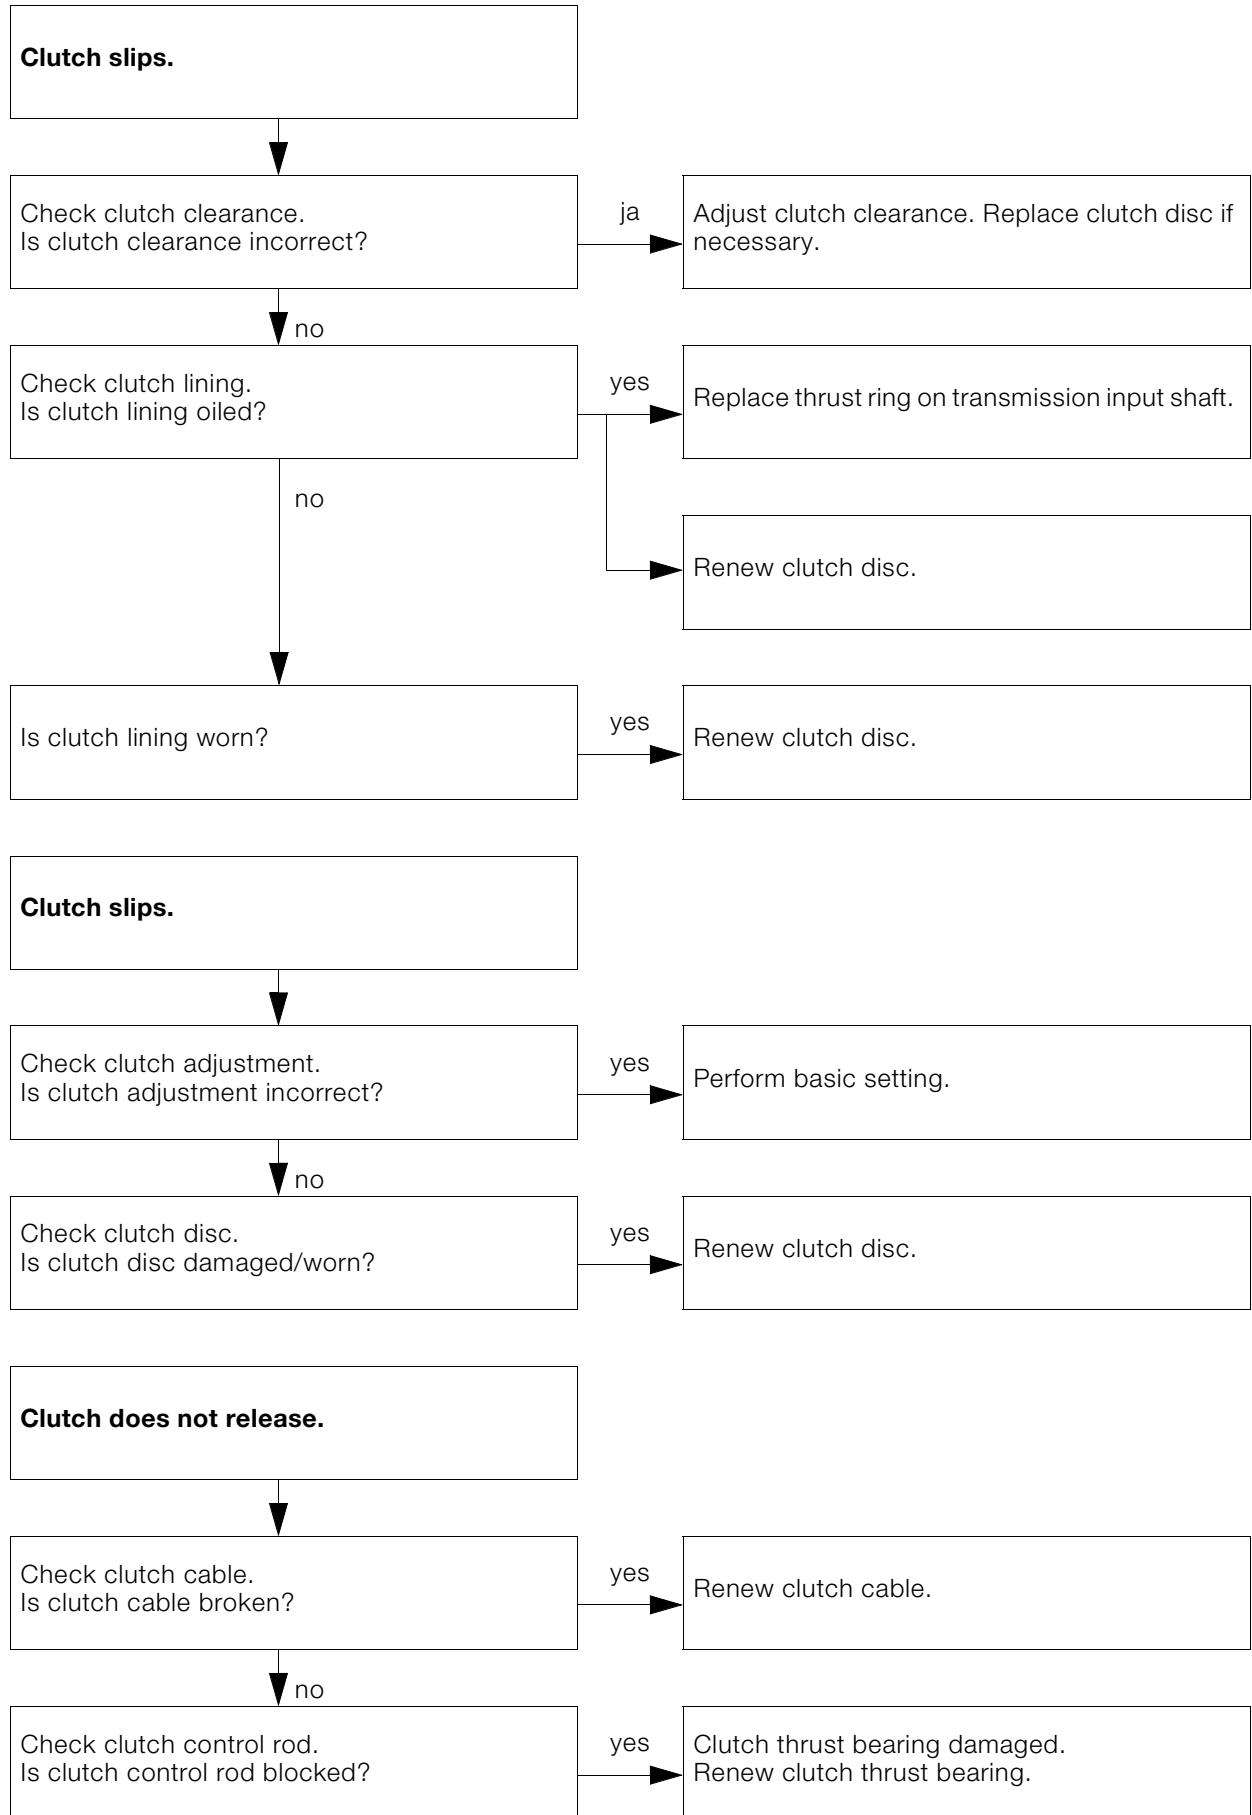 Clutch slips.
Check clutch clearance.
Is clutch clearance incorrect?
ja
Adjust clutch clearance. Replace clutch disc if
necessary.
no
Check clutch lining.
Is clutch lining oiled?
yes
Replace thrust ring on transmission input shaft.
no
Renew clutch disc.
Is clutch lining worn?
yes
Renew clutch disc.
Clutch slips.
Check clutch adjustment.
Is clutch adjustment incorrect?
yes
Perform basic setting.
no
Check clutch disc.
Is clutch disc damaged/worn?
yes
Renew clutch disc.
Clutch does not release.
Check clutch cable.
Is clutch cable broken?
yes
Renew clutch cable.
no
Check clutch control rod.
Is clutch control rod blocked?
yes
Clutch thrust bearing damaged.
Renew clutch thrust bearing.